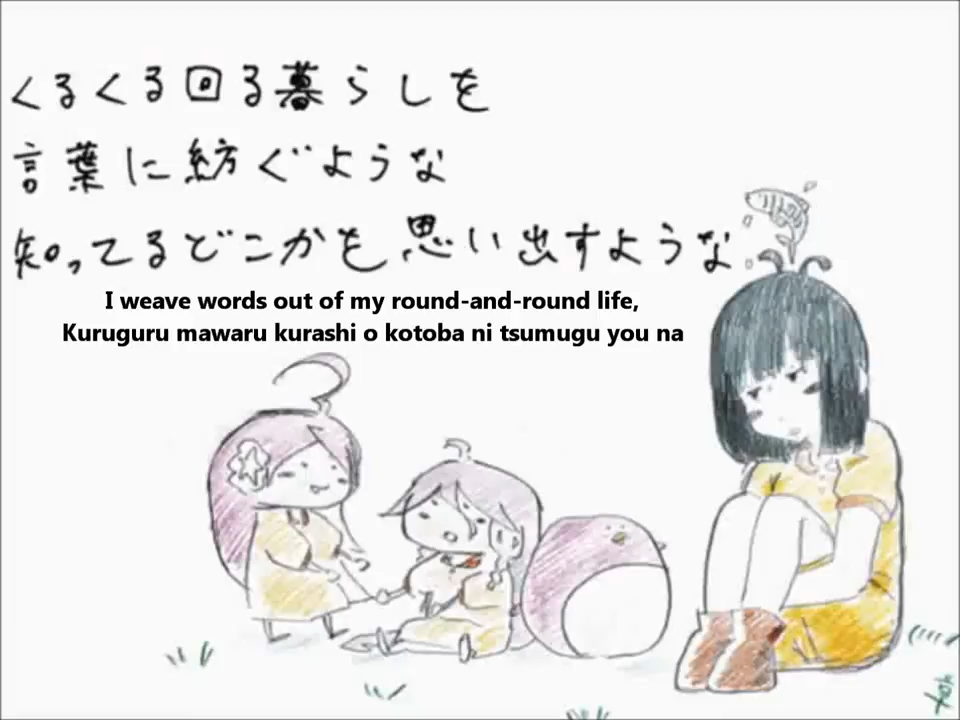 くるくる回る暮らしを
言葉に紡ぐような
知ってるどこかを思い出すような
I weave words out of my round-and-round life,
Kuruguru mawaru kurashi o kotoba ni tsumugu you na